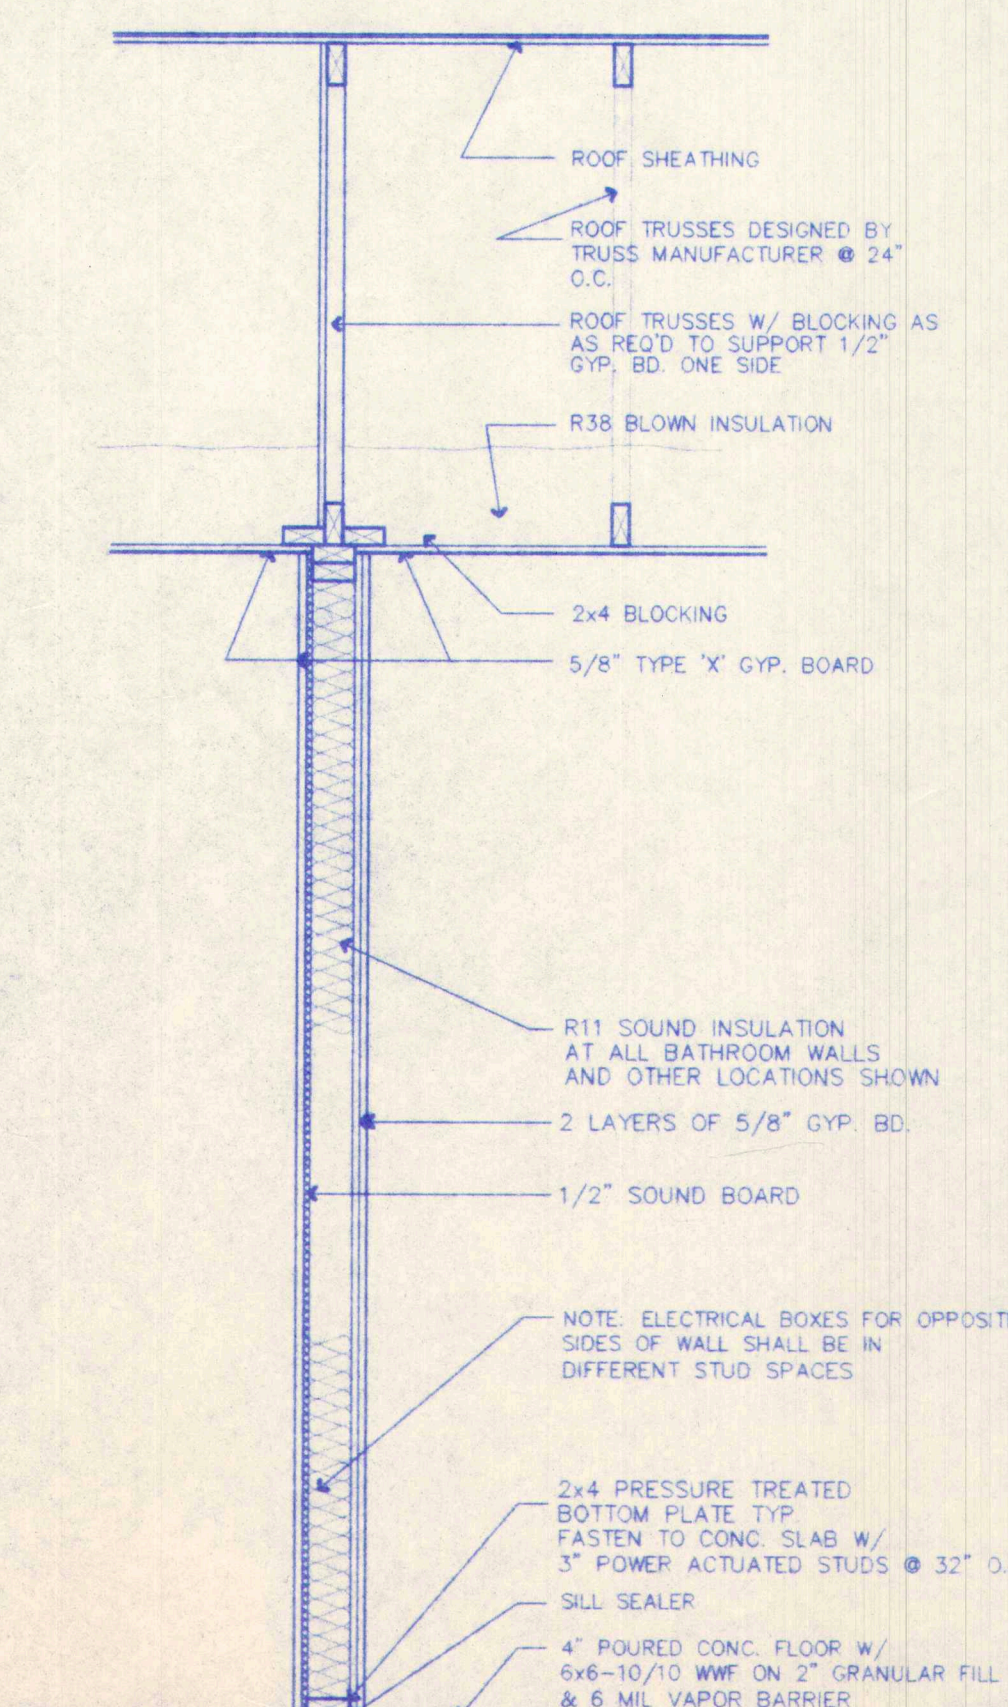 ROOF SHEATHING
ROOF TRUSSES DESIGNED BY
TRUSS MANUFACTURER @ 24"
O.C.
ROOF TRUSSES W/ BLOCKING AS
AS REQ'D TO SUPPORT 1/2"
GYP. BD. ONE SIDE
R38 BLOWN INSULATION
2x4 BLOCKING
5/8" TYPE 'X' GYP. BOARD
R11 SOUND INSULATION
AT ALL BATHROOM WALLS
AND OTHER LOCATIONS SHOWN
2 LAYERS OF 5/8" GYP. BD.
1/2" SOUND BOARD
NOTE: ELECTRICAL BOXES FOR OPPOSIT
SIDES OF WALL SHALL BE IN
DIFFERENT STUD SPACES
2x4 PRESSURE TREATED
BOTTOM PLATE TYP.
FASTEN TO CONC. SLAB W/
3" POWER ACTUATED STUDS @ 32" O.
SILL SEALER
4" POURED CONC. FLOOR W/
6x6-10/10 WWF ON 2" GRANULAR FILL
& 6 MIL VAPOR BARRIER